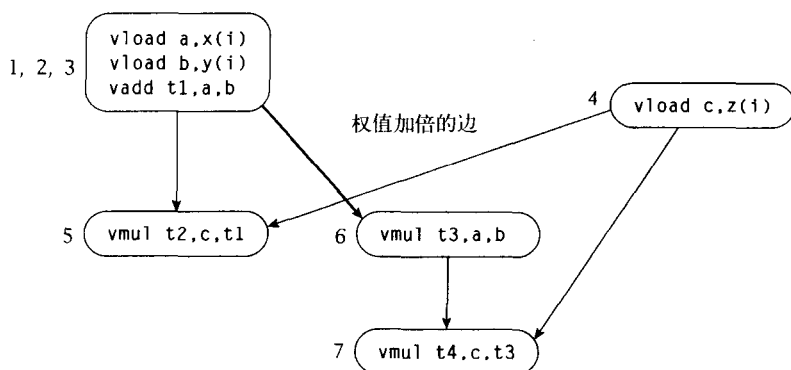 1, 2, 3
vload a,x(i)
vload b,y(i)
vadd t1,a,b
4
vload c,z(i)
权值加倍的边
5
vmul t2,c,t1
6
vmul t3,a,b
7
vmul t4,c,t3